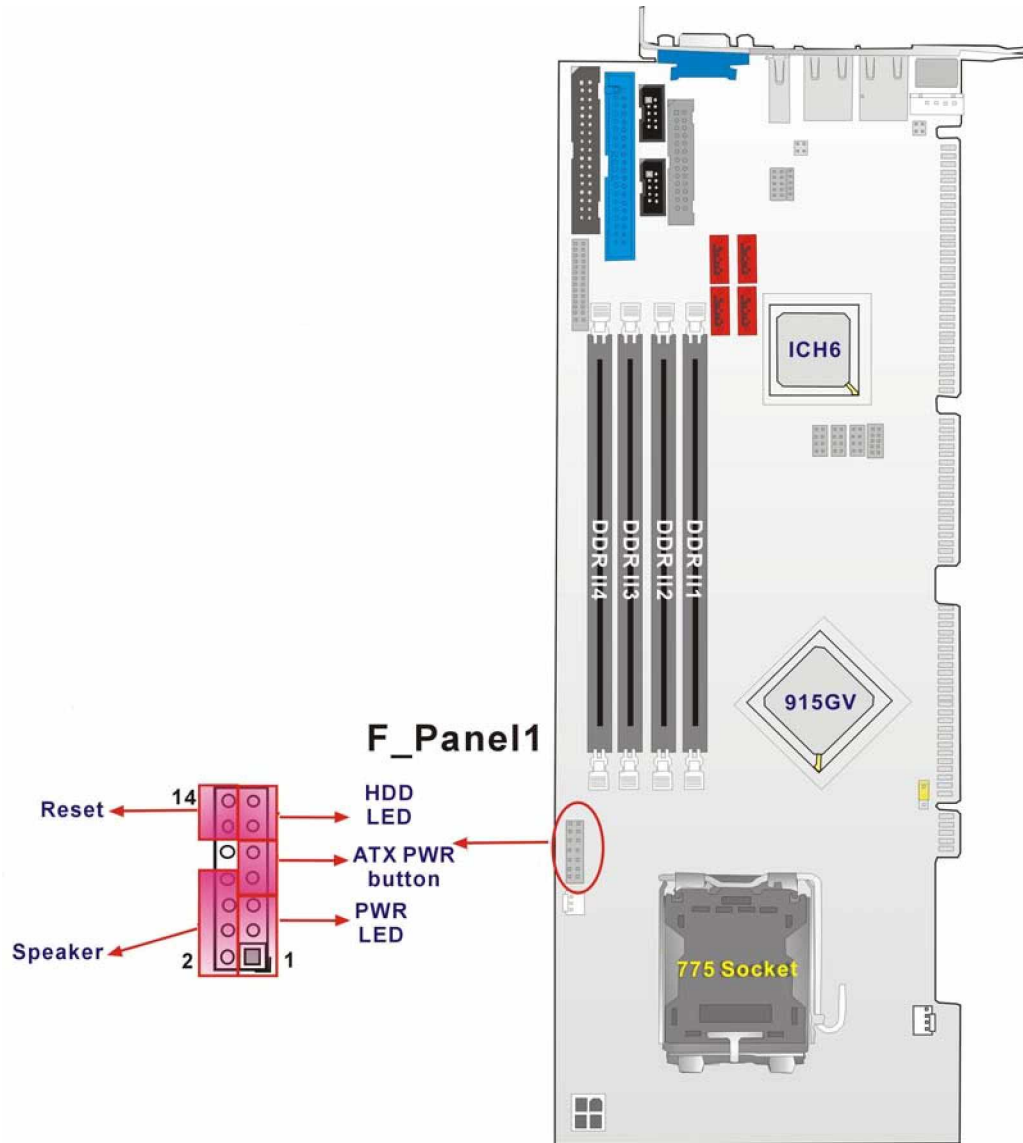 ICH6
DDR II4
DDR II3
DDR II2
DDR II1
915GV
F_Panel1
14
Reset
HDD
LED
ATX PWR
button
PWR
LED
Speaker
2
1
775 Socket